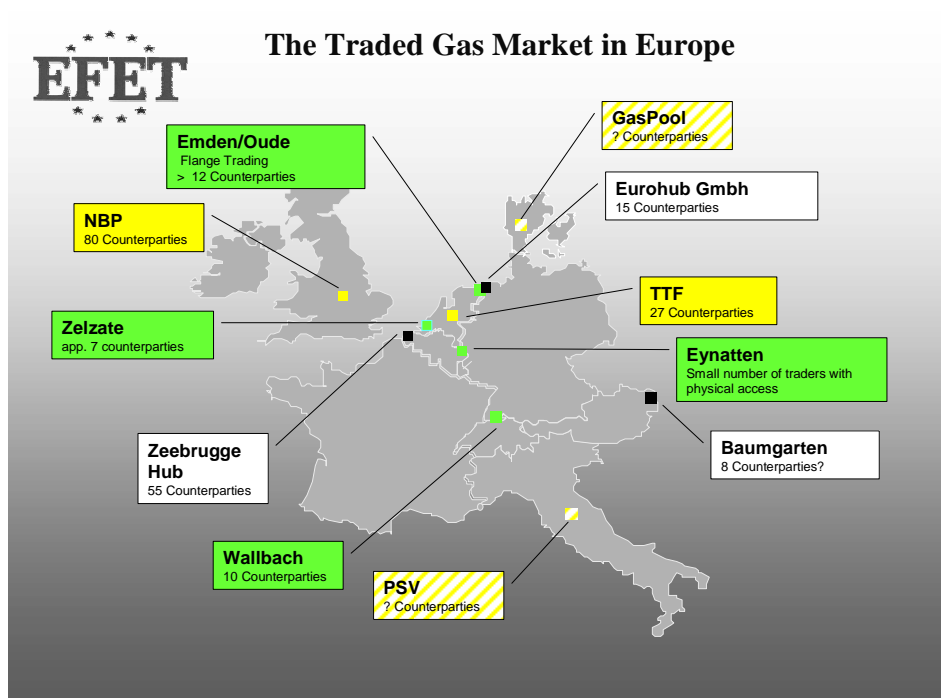 The Traded Gas Market in Europe
EFET
GasPool
? Counterparties
Emden/Oude
Flange Trading
> 12 Counterparties
Eurohub Gmbh
15 Counterparties
NBP
80 Counterparties
TTF
27 Counterparties
Zelzate
app. 7 counterparties
Eynatten
Small number of traders with
physical access
Zeebrugge
Hub
55 Counterparties
Baumgarten
8 Counterparties?
Wallbach
10 Counterparties
PSV
? Counterparties